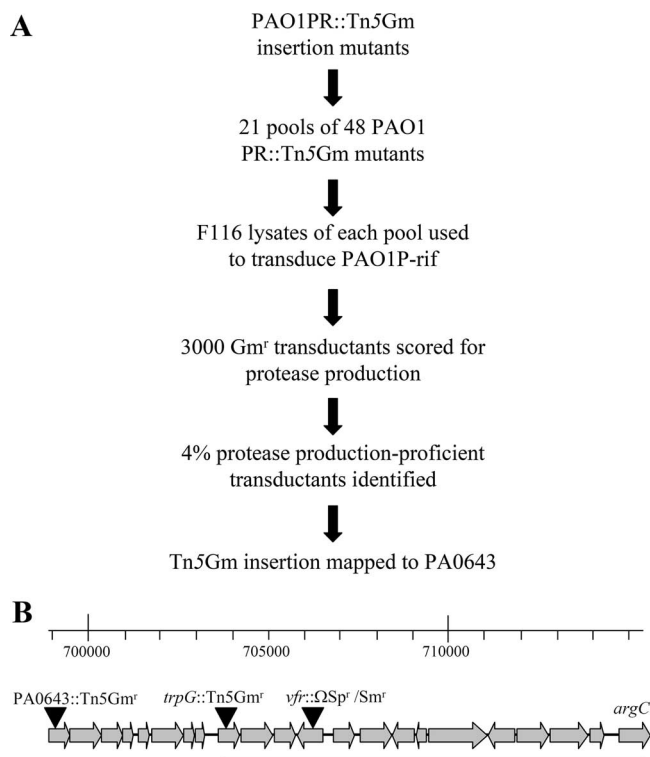 A
PAO1PR::Tn5Gm
insertion mutants
21 pools of 48 PAO1
PR::Tn5Gm mutants
F116 lysates of each pool used
to transduce PAO1P-rif
3000 Gmʳ transductants scored for
protease production
4% protease production-proficient
transductants identified
Tn5Gm insertion mapped to PA0643
B
700000 705000 710000
PA0643::Tn5Gmʳ trpG::Tn5Gmʳ vfr::ΩSpʳ /Smʳ argC